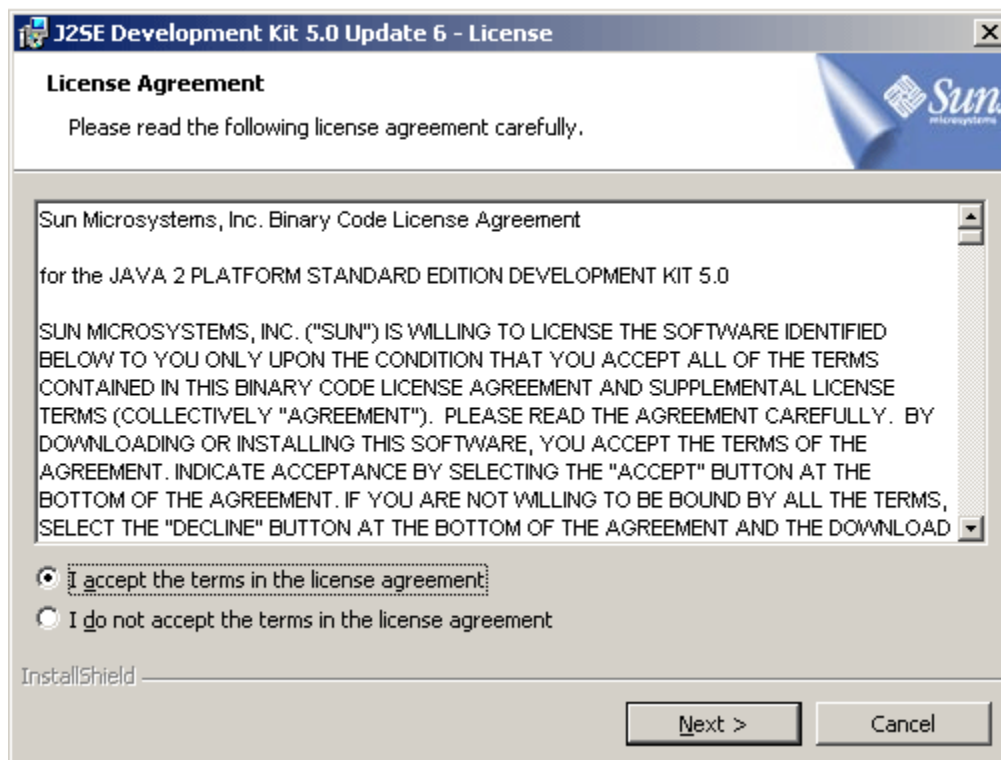 J2SE Development Kit 5.0 Update 6 - License
License Agreement
Please read the following license agreement carefully.
Sun
microsystems
Sun Microsystems, Inc. Binary Code License Agreement
for the JAVA 2 PLATFORM STANDARD EDITION DEVELOPMENT KIT 5.0
SUN MICROSYSTEMS, INC. ("SUN") IS WILLING TO LICENSE THE SOFTWARE IDENTIFIED
BELOW TO YOU ONLY UPON THE CONDITION THAT YOU ACCEPT ALL OF THE TERMS
CONTAINED IN THIS BINARY CODE LICENSE AGREEMENT AND SUPPLEMENTAL LICENSE
TERMS (COLLECTIVELY "AGREEMENT"). PLEASE READ THE AGREEMENT CAREFULLY. BY
DOWNLOADING OR INSTALLING THIS SOFTWARE, YOU ACCEPT THE TERMS OF THE
AGREEMENT. INDICATE ACCEPTANCE BY SELECTING THE "ACCEPT" BUTTON AT THE
BOTTOM OF THE AGREEMENT. IF YOU ARE NOT WILLING TO BE BOUND BY ALL THE TERMS,
SELECT THE "DECLINE" BUTTON AT THE BOTTOM OF THE AGREEMENT AND THE DOWNLOAD
I accept the terms in the license agreement
I do not accept the terms in the license agreement
InstallShield
Next >
Cancel